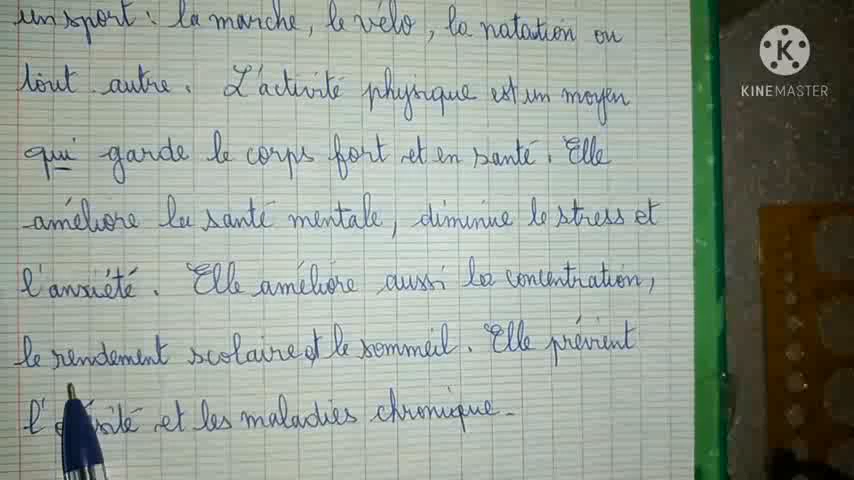 un sport : la marche, le vélo, la natation ou
tout autre. L'activité physique est un moyen
qui garde le corps fort et en santé. Elle
améliore la santé mentale, diminue le stress et
l'anxiété. Elle améliore aussi la concentration,
le rendement scolaire et le sommeil. Elle prévient
et les maladies chronique.
KINEMASTER